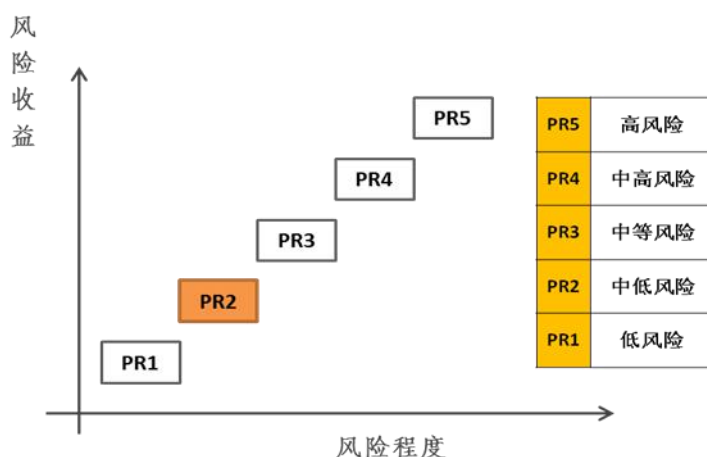 风险收益
PR5
PR4
PR3
PR2
PR1
风险程度
PR5 高风险
PR4 中高风险
PR3 中等风险
PR2 中低风险
PR1 低风险